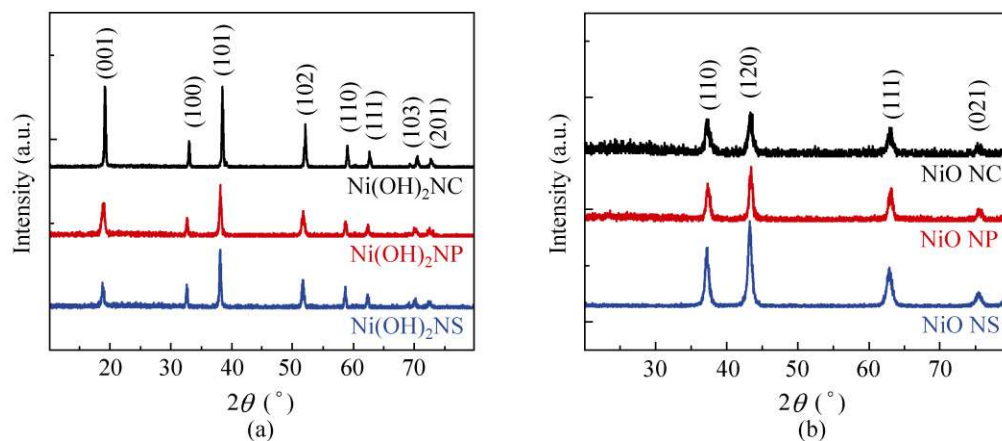 (001)
(100)
(101)
(102)
(110)
(111)
(103)
(201)
Ni(OH)₂NC
Ni(OH)₂NP
Ni(OH)₂NS
Intensity (a.u.)
10 20 30 40 50 60 70
2θ (°)
(a)
(110)
(120)
(111)
(021)
NiO NC
NiO NP
NiO NS
Intensity (a.u.)
30 40 50 60 70
2θ (°)
(b)